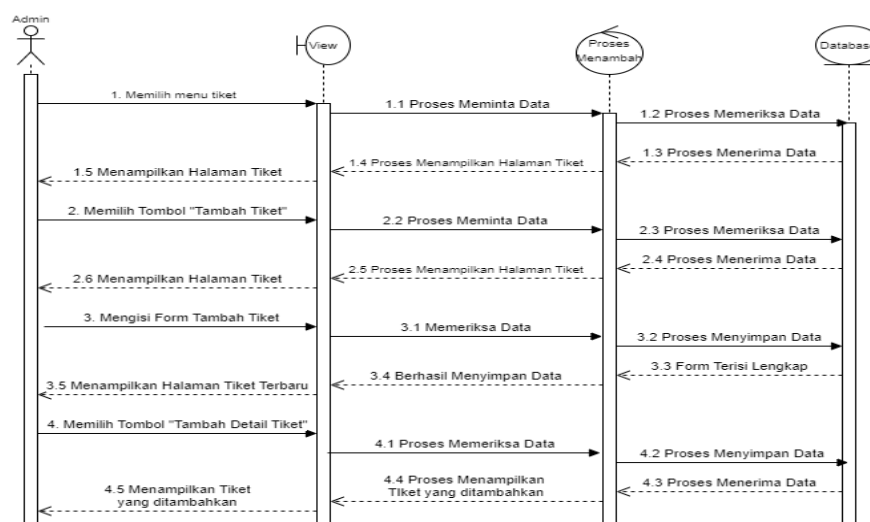 Admin
View
Proses
Menambah
Database
1. Memilih menu tiket
1.1 Proses Meminta Data
1.2 Proses Memeriksa Data
1.3 Proses Menerima Data
1.4 Proses Menampilkan Halaman Tiket
1.5 Menampilkan Halaman Tiket
2. Memilih Tombol "Tambah Tiket"
2.2 Proses Meminta Data
2.3 Proses Memeriksa Data
2.4 Proses Menerima Data
2.5 Proses Menampilkan Halaman Tiket
2.6 Menampilkan Halaman Tiket
3. Mengisi Form Tambah Tiket
3.1 Memeriksa Data
3.2 Proses Menyimpan Data
3.3 Form Terisi Lengkap
3.4 Berhasil Menyimpan Data
3.5 Menampilkan Halaman Tiket Terbaru
4. Memilih Tombol "Tambah Detail Tiket"
4.1 Proses Memeriksa Data
4.2 Proses Menyimpan Data
4.3 Proses Menerima Data
4.4 Proses Menampilkan
TIket yang ditambahkan
4.5 Menampilkan Tiket
yang ditambahkan